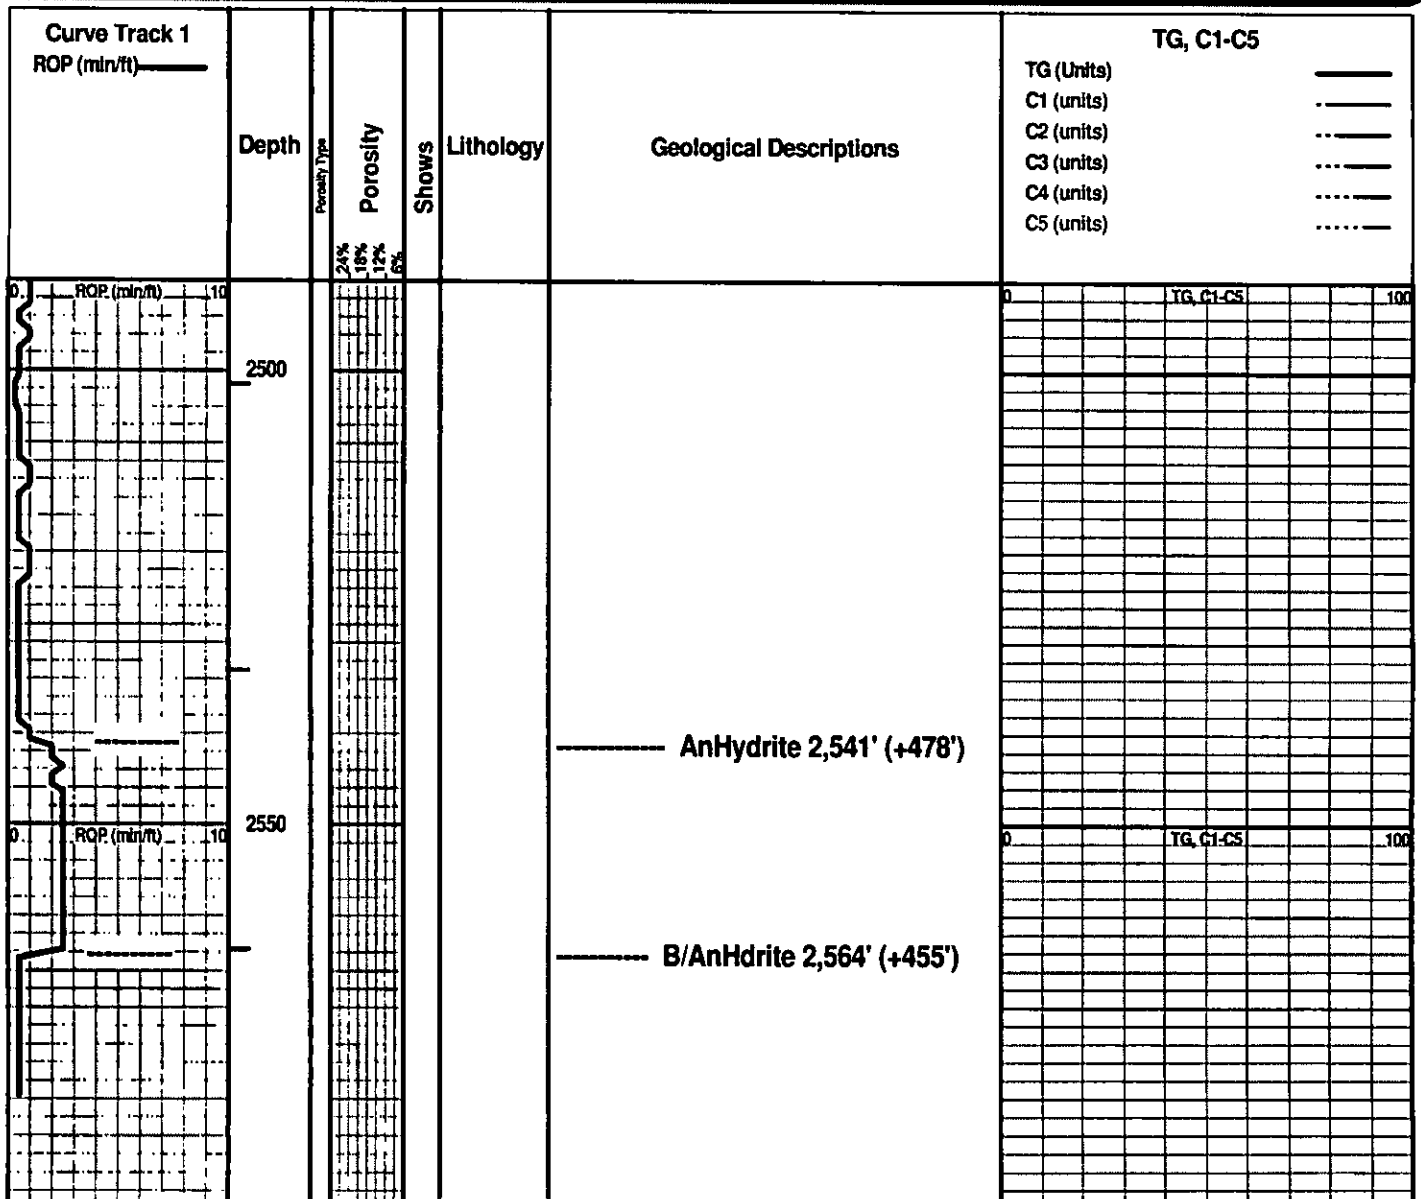 Curve Track 1
ROP (min/ft)
Depth
Porosity Type
Porosity
24%
18%
12%
6%
Shows
Lithology
Geological Descriptions
TG, C1-C5
TG (Units)
C1 (units)
C2 (units)
C3 (units)
C4 (units)
C5 (units)
0 ROP (min/ft) 10
0 TG, C1-C5 100
2500
AnHydrite 2,541' (+478')
2550
0 ROP (min/ft) 10
0 TG, C1-C5 100
B/AnHdrite 2,564' (+455')